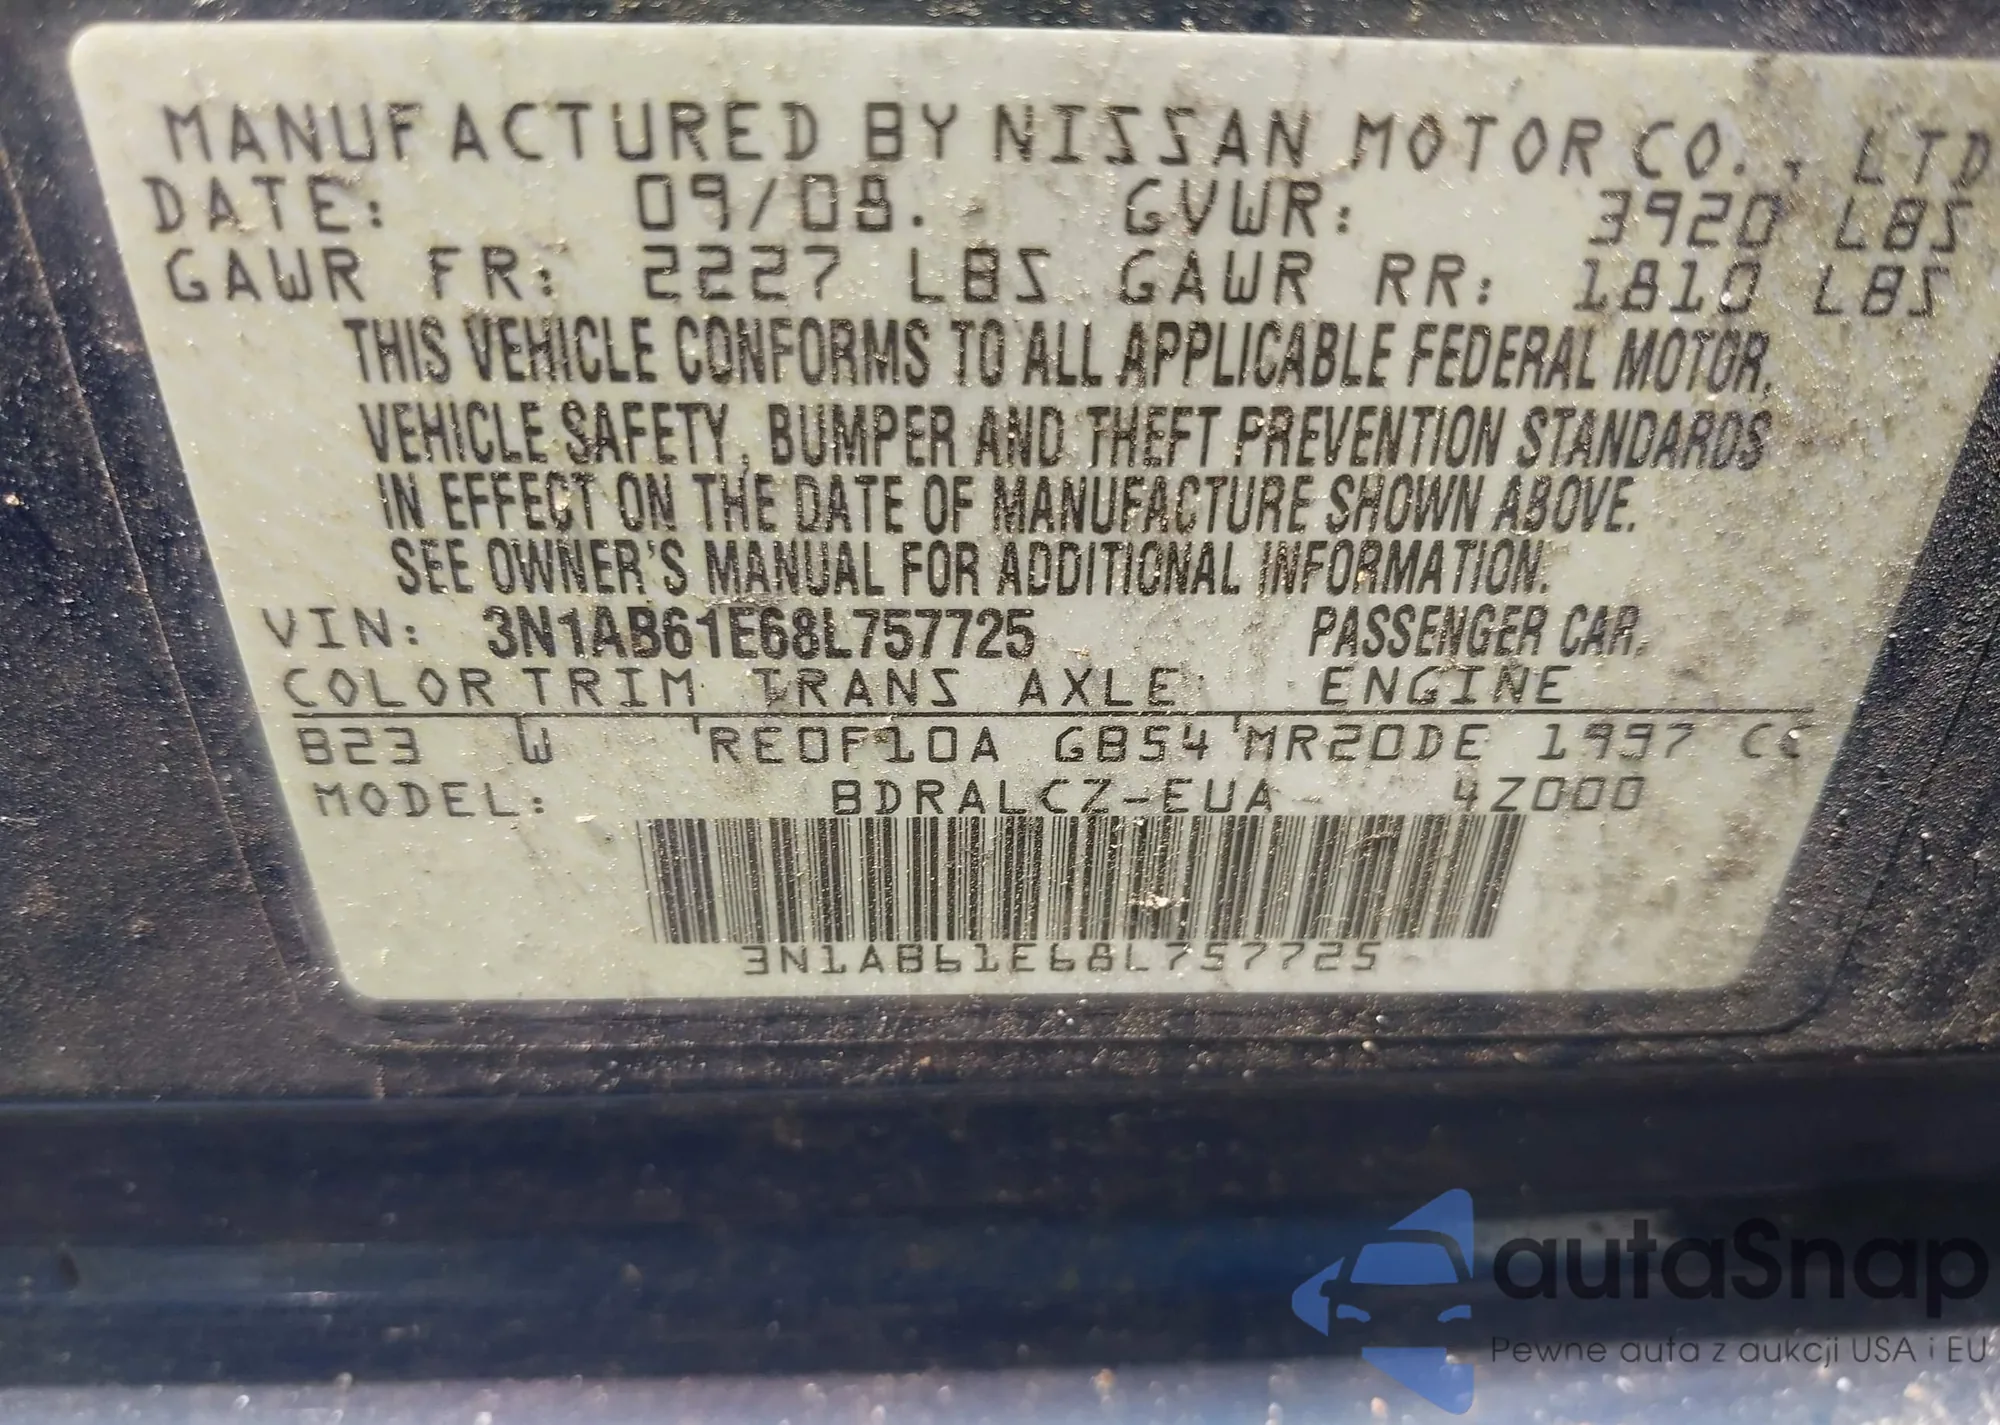 MANUFACTURED BY NISSAN MOTOR CO., LTD
DATE: 09/08. GVWR: 3920 LBS
GAWR FR: 2227 LBS GAWR RR: 1810 LBS
THIS VEHICLE CONFORMS TO ALL APPLICABLE FEDERAL MOTOR.
VEHICLE SAFETY, BUMPER AND THEFT PREVENTION STANDARDS
IN EFFECT ON THE DATE OF MANUFACTURE SHOWN ABOVE.
SEE OWNER'S MANUAL FOR ADDITIONAL INFORMATION.
VIN: 3N1AB61E68L757725 PASSENGER CAR.
COLOR TRIM TRANS AXLE ENGINE
B23 W RE0F10A GB54 MR20DE 1997 CC
MODEL: BDRALCZ-EUA- 4Z000
3N1AB61E68L757725
autaSnap
Pewne auta z aukcji USA i EU